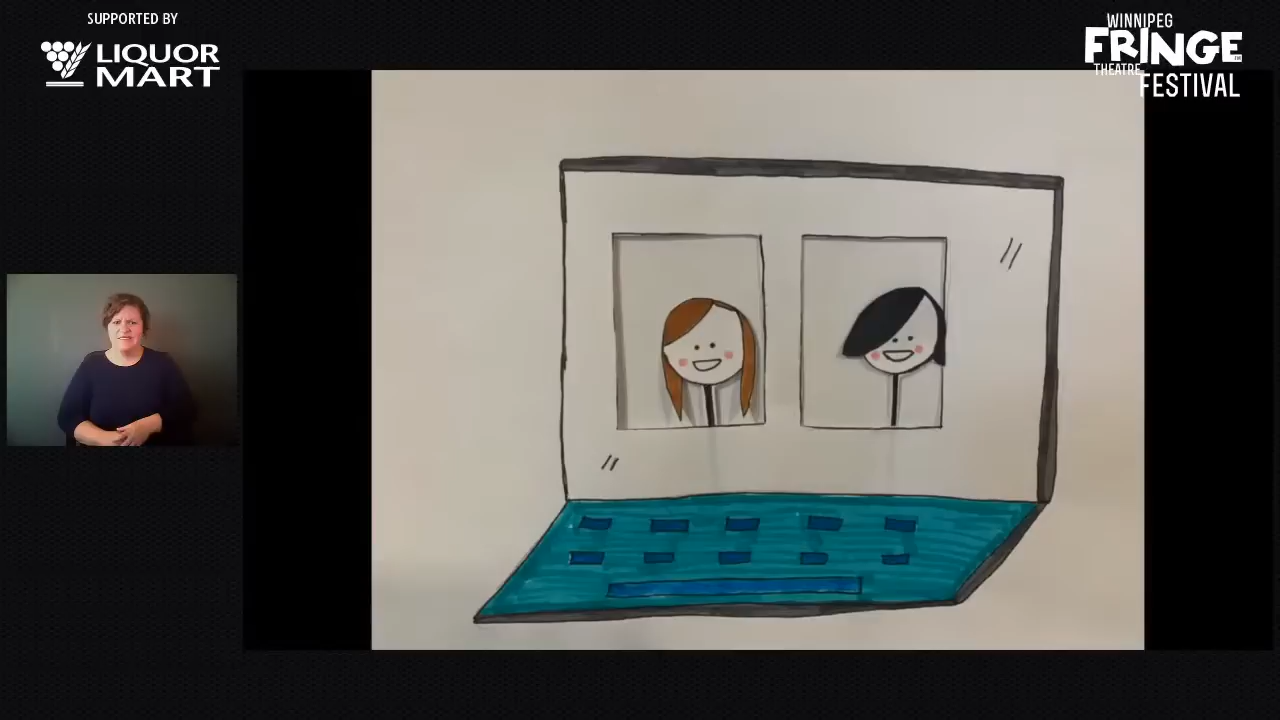 SUPPORTED BY
LIQUOR
MART
WINNIPEG
FRINGE
THEATRE
FESTIVAL